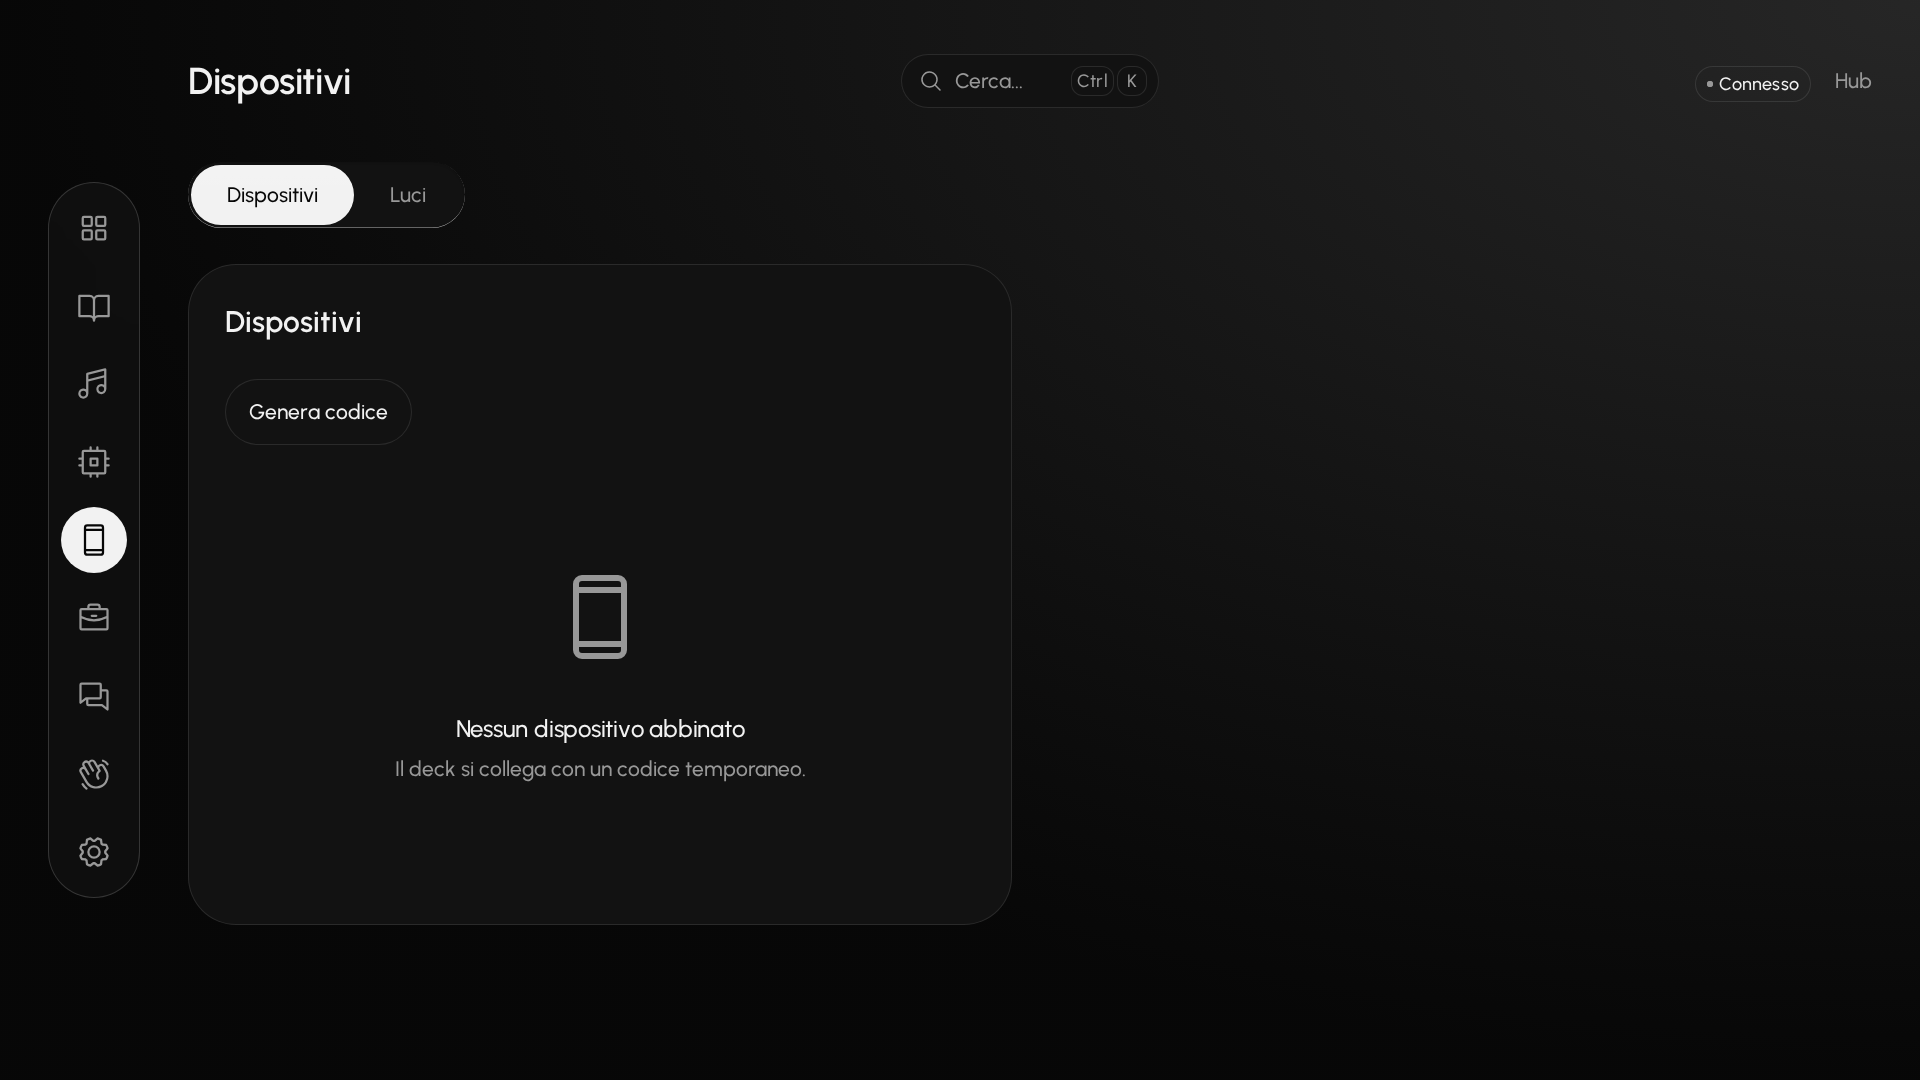 Dispositivi
Cerca...
Ctrl K
Connesso
Hub
Dispositivi
Luci
Dispositivi
Genera codice
Nessun dispositivo abbinato
Il deck si collega con un codice temporaneo.